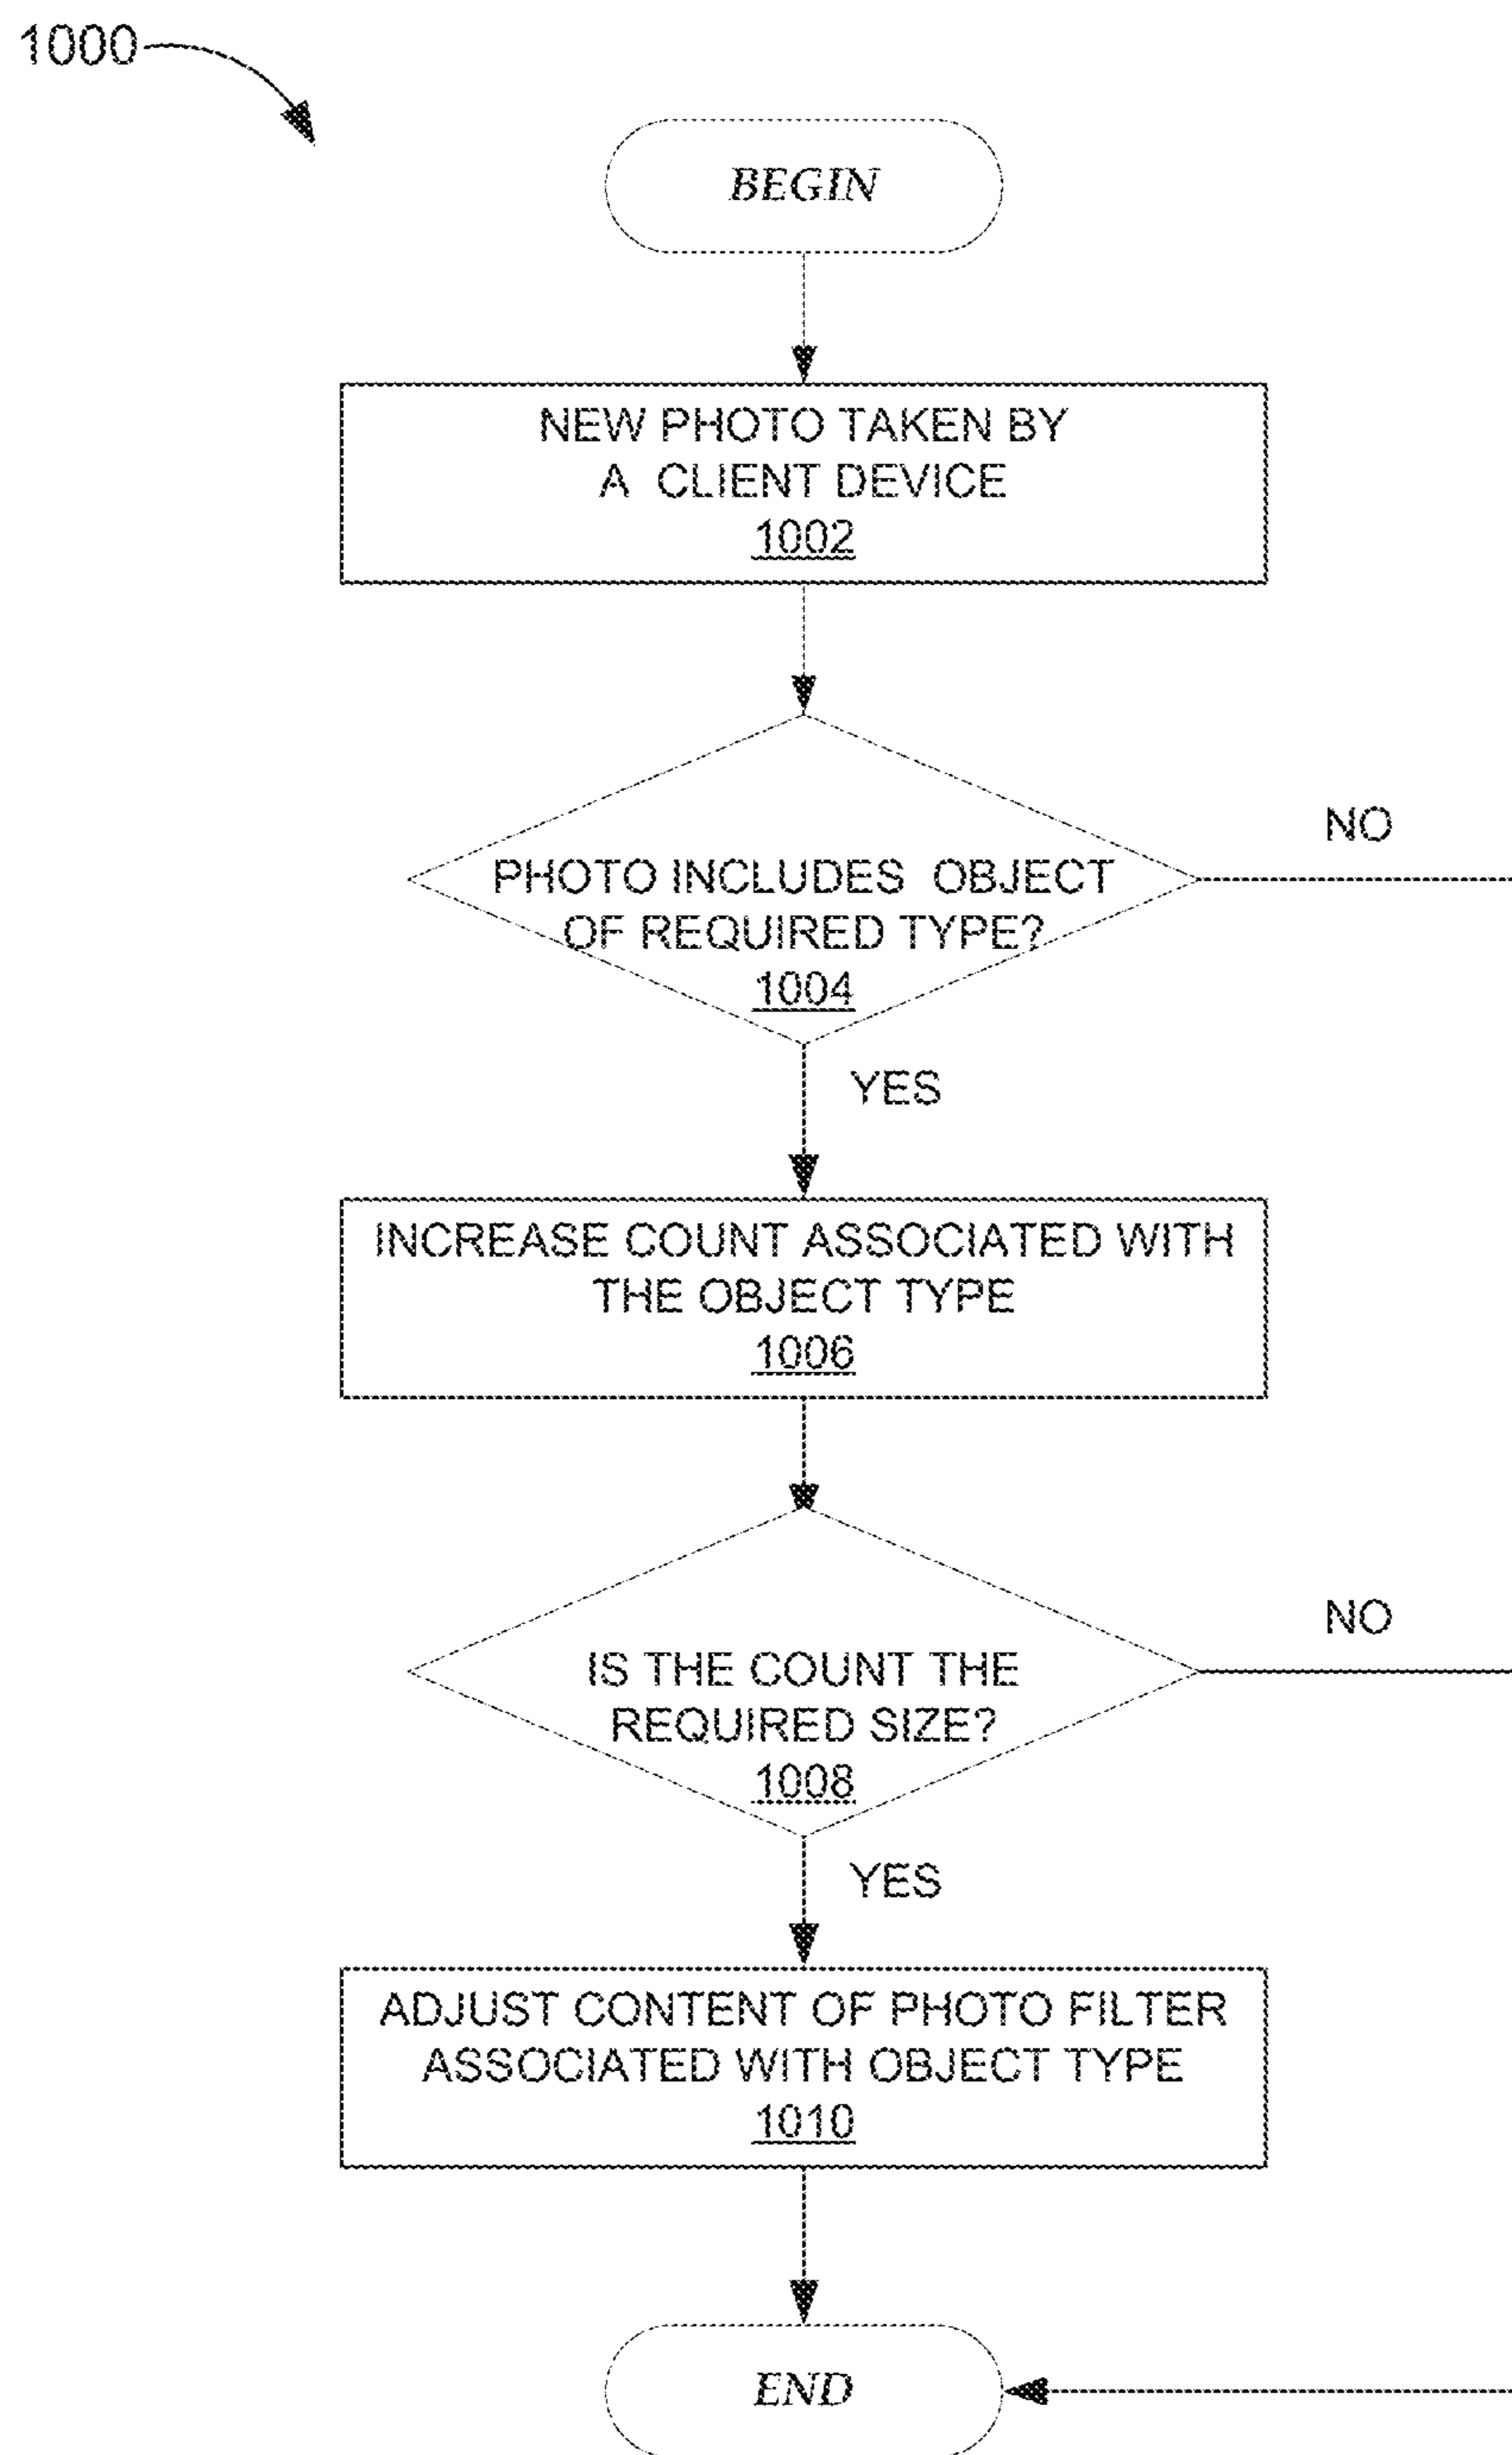 1000
BEGIN
NEW PHOTO TAKEN BY
A CLIENT DEVICE
1002
PHOTO INCLUDES OBJECT
OF REQUIRED TYPE?
1004
NO
YES
INCREASE COUNT ASSOCIATED WITH
THE OBJECT TYPE
1006
IS THE COUNT THE
REQUIRED SIZE?
1008
NO
YES
ADJUST CONTENT OF PHOTO FILTER
ASSOCIATED WITH OBJECT TYPE
1010
END